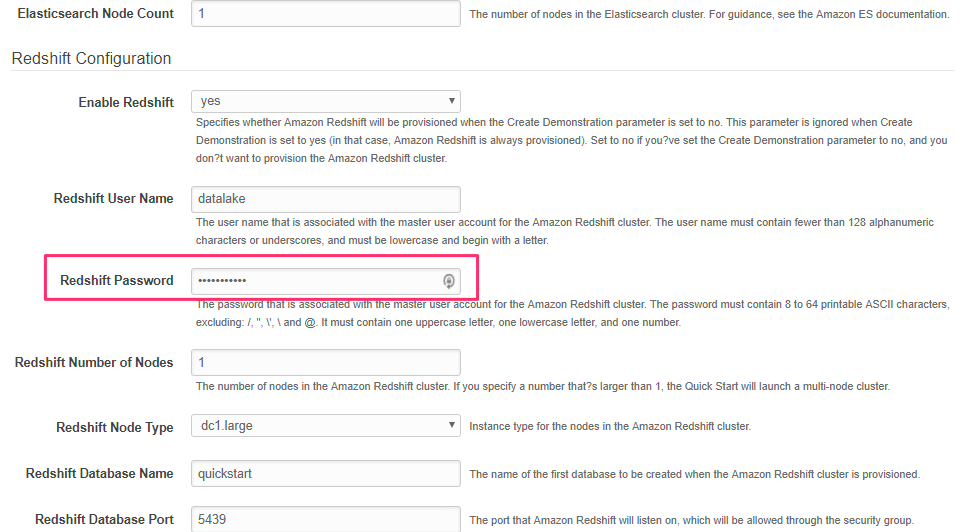 Elasticsearch Node Count 1 The number of nodes in the Elasticsearch cluster. For guidance, see the Amazon ES documentation.
Redshift Configuration
Enable Redshift yes
Specifies whether Amazon Redshift will be provisioned when the Create Demonstration parameter is set to no. This parameter is ignored when Create
Demonstration is set to yes (in that case, Amazon Redshift is always provisioned). Set to no if you?ve set the Create Demonstration parameter to no, and you
don?t want to provision the Amazon Redshift cluster.
Redshift User Name datalake
The user name that is associated with the master user account for the Amazon Redshift cluster. The user name must contain fewer than 128 alphanumeric
characters or underscores, and must be lowercase and begin with a letter.
Redshift Password •••••••••••
The password that is associated with the master user account for the Amazon Redshift cluster. The password must contain 8 to 64 printable ASCII characters,
excluding: /, ", \', \ and @. It must contain one uppercase letter, one lowercase letter, and one number.
Redshift Number of Nodes 1
The number of nodes in the Amazon Redshift cluster. If you specify a number that?s larger than 1, the Quick Start will launch a multi-node cluster.
Redshift Node Type dc1.large Instance type for the nodes in the Amazon Redshift cluster.
Redshift Database Name quickstart The name of the first database to be created when the Amazon Redshift cluster is provisioned.
Redshift Database Port 5439 The port that Amazon Redshift will listen on, which will be allowed through the security group.